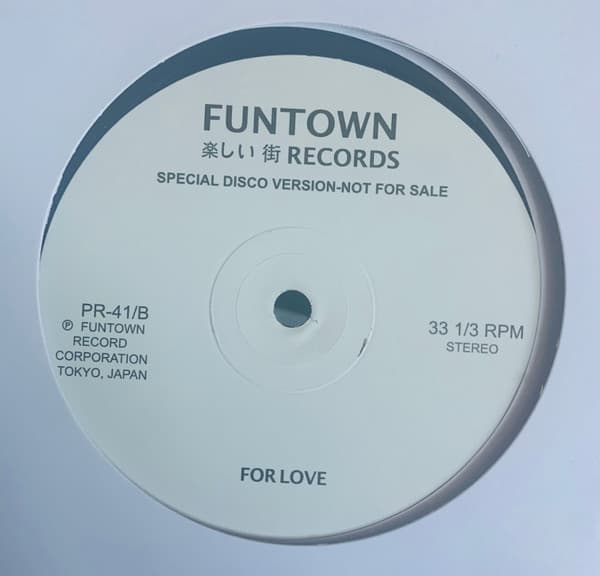 FUNTOWN
楽しい 街 RECORDS
SPECIAL DISCO VERSION-NOT FOR SALE
PR-41/B
℗ FUNTOWN
RECORD
CORPORATION
TOKYO, JAPAN
33 1/3 RPM
STEREO
FOR LOVE